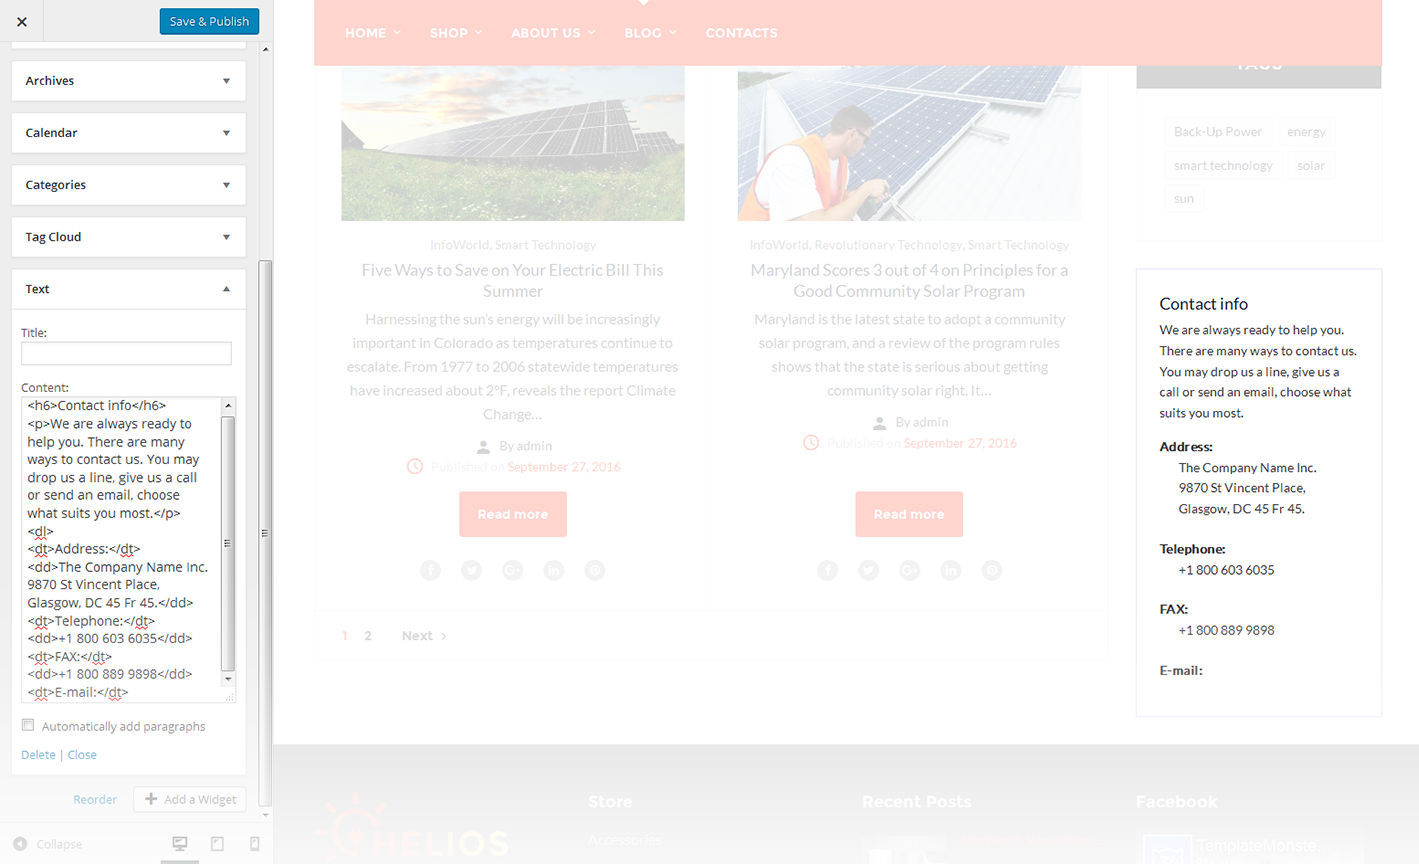 Save & Publish
Archives
Calendar
Categories
Tag Cloud
Text
Title:
Content:
<h6>Contact info</h6>
<p>We are always ready to
help you. There are many
ways to contact us. You may
drop us a line, give us a call
or send an email, choose
what suits you most.</p>
<dl>
<dt>Address:</dt>
<dd>The Company Name Inc.
9870 St Vincent Place,
Glasgow, DC 45 Fr 45.</dd>
<dt>Telephone:</dt>
<dd>+1 800 603 6035</dd>
<dt>FAX:</dt>
<dd>+1 800 889 9898</dd>
<dt>E-mail:</dt>
Automatically add paragraphs
Delete | Close
Reorder
Add a Widget
Collapse
HOME SHOP ABOUT US BLOG CONTACTS
InfoWorld, Smart Technology
Five Ways to Save on Your Electric Bill This
Summer
Harnessing the sun's energy will be increasingly
important in Colorado as temperatures continue to
escalate. From 1977 to 2006 statewide temperatures
have increased about 2°F, reveals the report Climate
Change...
By admin
Published on September 27, 2016
Read more
InfoWorld, Revolutionary Technology, Smart Technology
Maryland Scores 3 out of 4 on Principles for a
Good Community Solar Program
Maryland is the latest state to adopt a community
solar program, and a review of the program rules
shows that the state is serious about getting
community solar right. It...
By admin
Published on September 27, 2016
Read more
1 2 Next
TAGS
Back-Up Power energy
smart technology solar
sun
Contact info
We are always ready to help you.
There are many ways to contact us.
You may drop us a line, give us a
call or send an email, choose what
suits you most.
Address:
The Company Name Inc.
9870 St Vincent Place,
Glasgow, DC 45 Fr 45.
Telephone:
+1 800 603 6035
FAX:
+1 800 889 9898
E-mail:
HELIOS
Store
Accessories
Recent Posts
Facebook
TemplateMonste...